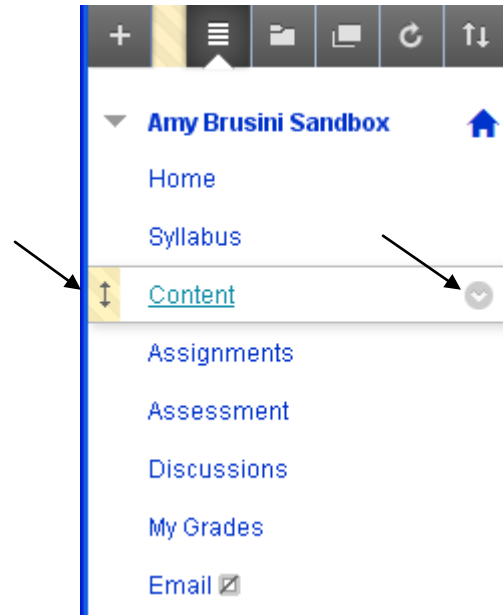 Amy Brusini Sandbox
Home
Syllabus
Content
Assignments
Assessment
Discussions
My Grades
Email